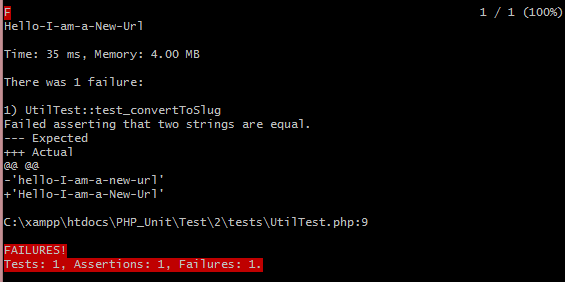 F 1 / 1 (100%)
Hello-I-am-a-New-Url
Time: 35 ms, Memory: 4.00 MB
There was 1 failure:
1) UtilTest::test_convertToSlug
Failed asserting that two strings are equal.
--- Expected
+++ Actual
@@ @@
-'hello-I-am-a-new-url'
+'Hello-I-am-a-New-Url'
C:\xampp\htdocs\PHP_Unit\Test\2\tests\UtilTest.php:9
FAILURES!
Tests: 1, Assertions: 1, Failures: 1.